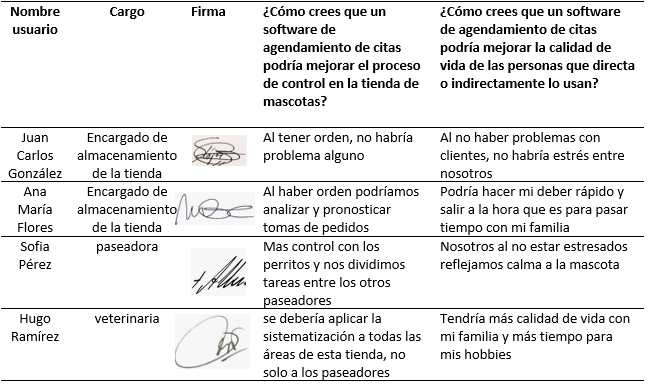 Nombre usuario | Cargo | Firma | ¿Cómo crees que un software de agendamiento de citas podría mejorar el proceso de control en la tienda de mascotas? | ¿Cómo crees que un software de agendamiento de citas podría mejorar la calidad de vida de las personas que directa o indirectamente lo usan?
Juan Carlos González | Encargado de almacenamiento de la tienda | Al tener orden, no habría problema alguno | Al no haber problemas con clientes, no habría estrés entre nosotros
Ana María Flores | Encargado de almacenamiento de la tienda | Al haber orden podríamos analizar y pronosticar tomas de pedidos | Podría hacer mi deber rápido y salir a la hora que es para pasar tiempo con mi familia
Sofia Pérez | paseadora | Mas control con los perritos y nos dividimos tareas entre los otros paseadores | Nosotros al no estar estresados reflejamos calma a la mascota
Hugo Ramírez | veterinaria | se debería aplicar la sistematización a todas las áreas de esta tienda, no solo a los paseadores | Tendría más calidad de vida con mi familia y más tiempo para mis hobbies